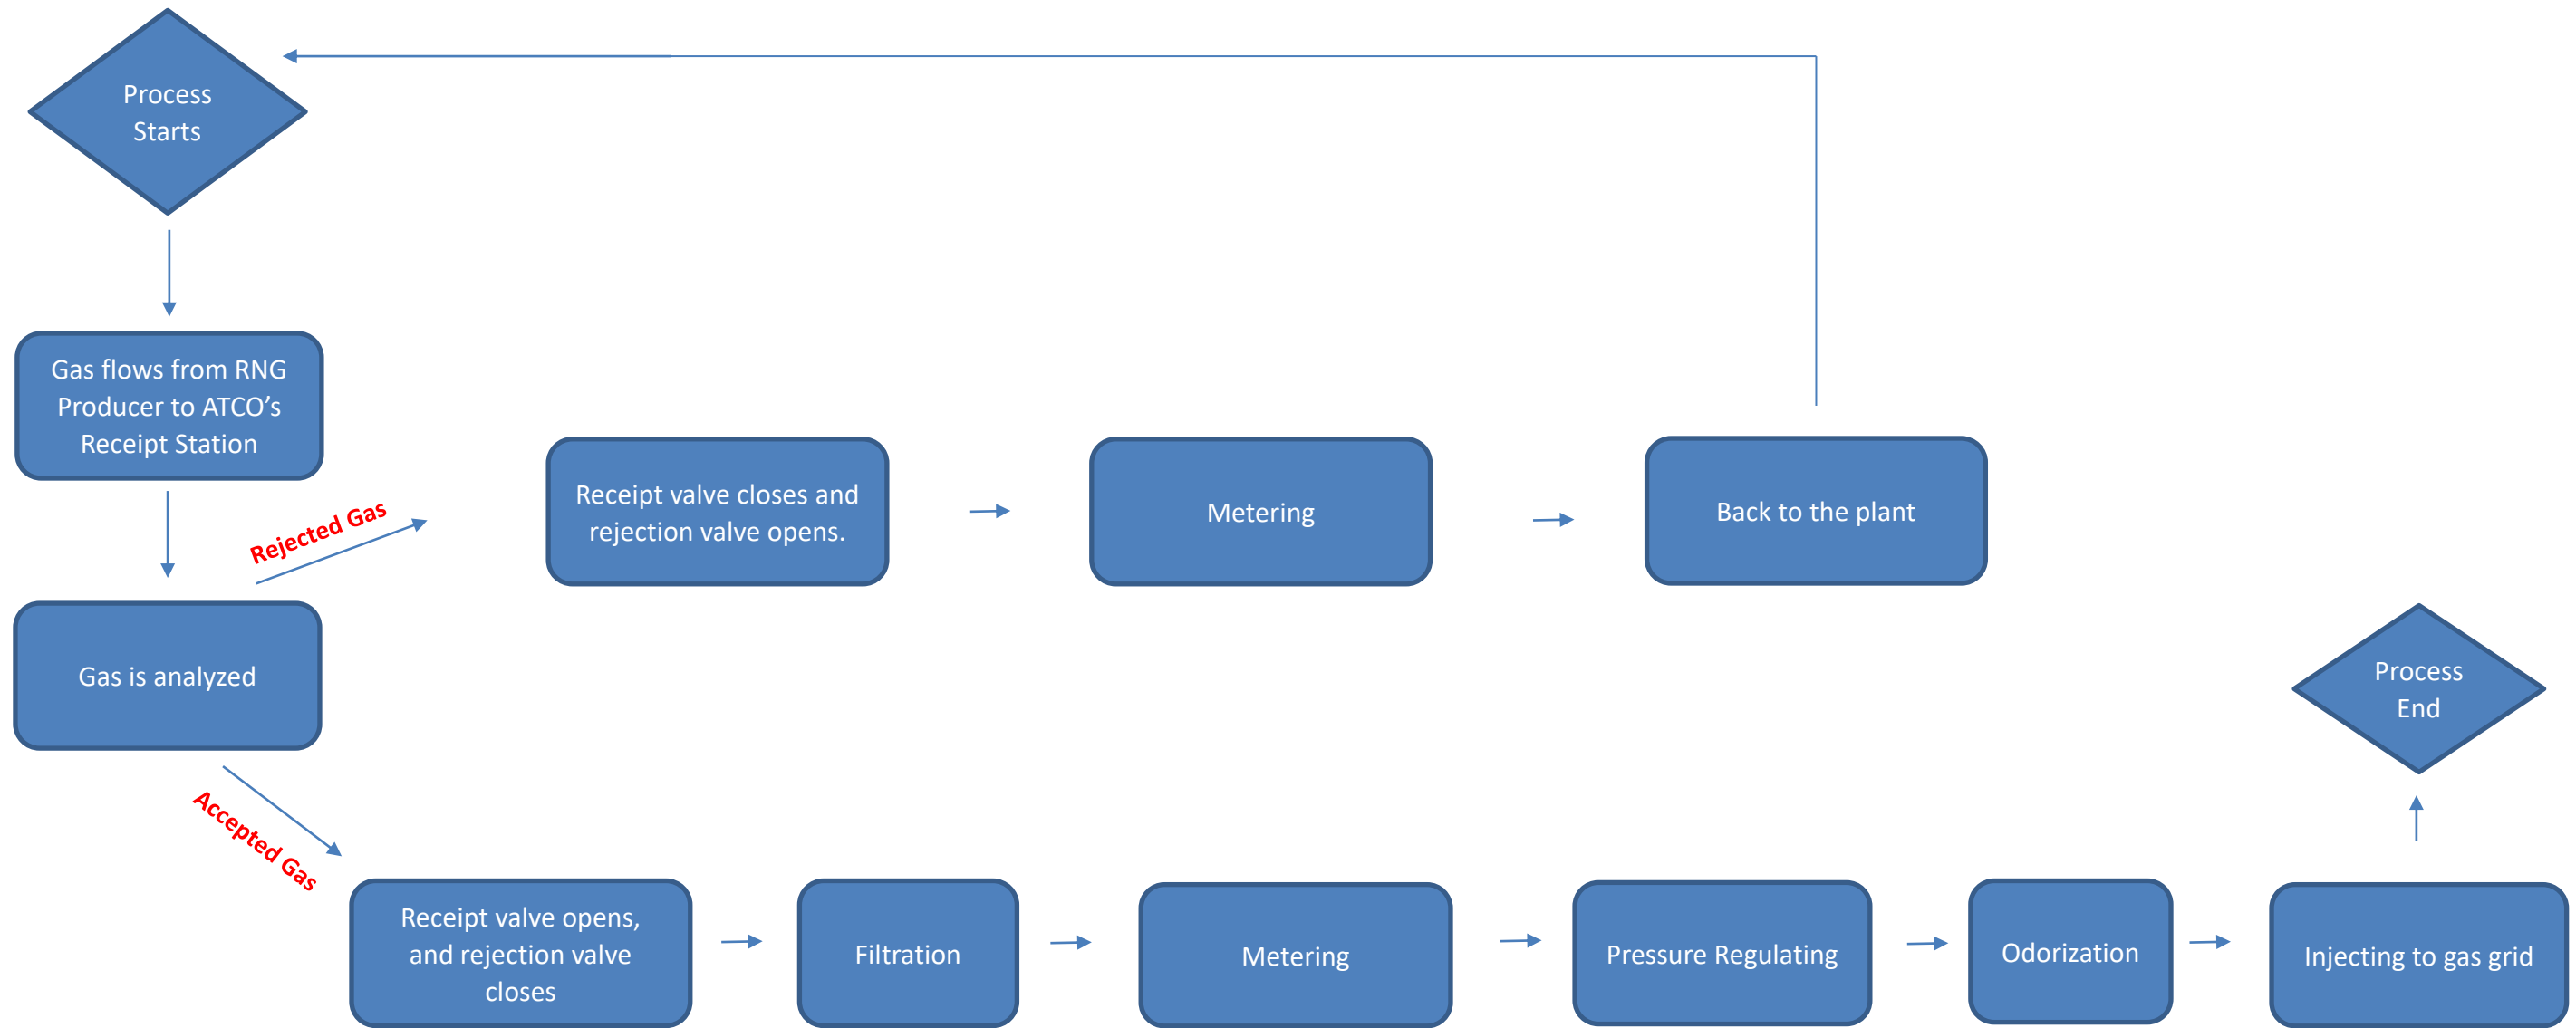 Process
Starts
Gas flows from RNG
Producer to ATCO’s
Receipt Station
Rejected Gas
Receipt valve closes and
rejection valve opens.
Metering
Back to the plant
Gas is analyzed
Process
End
Accepted Gas
Receipt valve opens,
and rejection valve
closes
Filtration
Metering
Pressure Regulating
Odorization
Injecting to gas grid